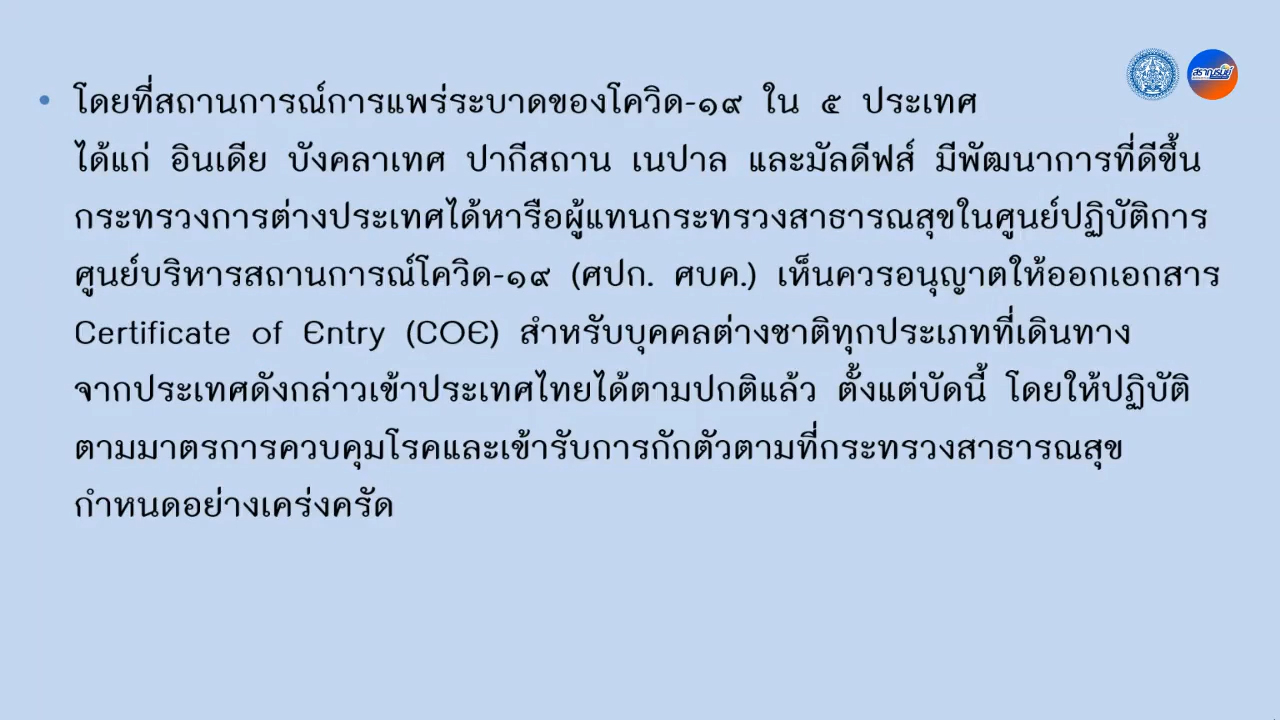 • โดยที่สถานการณ์การแพร่ระบาดของโควิด-๑๙ ใน ๕ ประเทศ
ได้แก่ อินเดีย บังคลาเทศ ปากีสถาน เนปาล และมัลดีฟส์ มีพัฒนาการที่ดีขึ้น
กระทรวงการต่างประเทศได้หารือผู้แทนกระทรวงสาธารณสุขในศูนย์ปฏิบัติการ
ศูนย์บริหารสถานการณ์โควิด-๑๙ (ศปก. ศบค.) เห็นควรอนุญาตให้ออกเอกสาร
Certificate of Entry (COE) สำหรับบุคคลต่างชาติทุกประเภทที่เดินทาง
จากประเทศดังกล่าวเข้าประเทศไทยได้ตามปกติแล้ว ตั้งแต่บัดนี้ โดยให้ปฏิบัติ
ตามมาตรการควบคุมโรคและเข้ารับการกักตัวตามที่กระทรวงสาธารณสุข
กำหนดอย่างเคร่งครัด
สราญรมย์